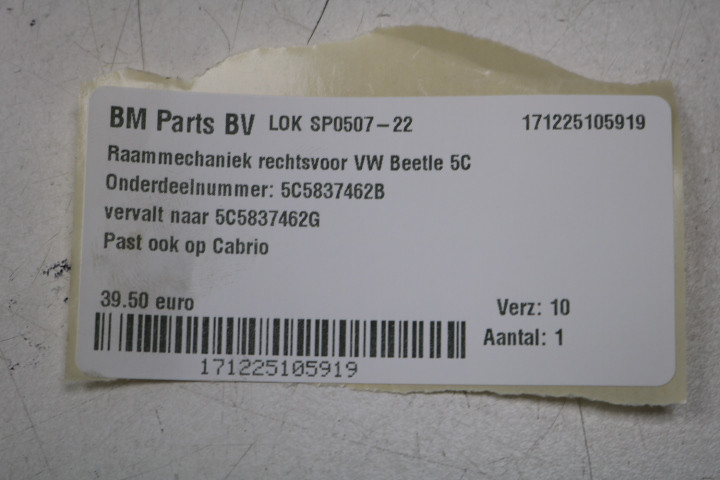 BM Parts BV LOK SP0507-22 171225105919
Raammechaniek rechtsvoor VW Beetle 5C
Onderdeelnummer: 5C5837462B
vervalt naar 5C5837462G
Past ook op Cabrio
39.50 euro Verz: 10
Aantal: 1
171225105919